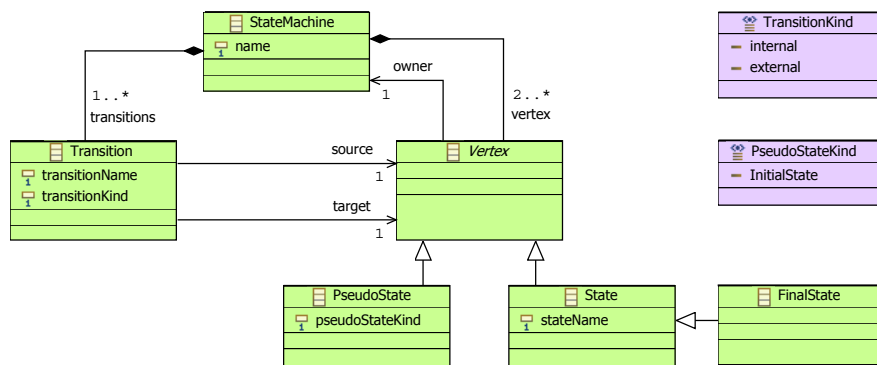 StateMachine
name
TransitionKind
internal
external
owner
1
1..*
transitions
2..*
vertex
Transition
transitionName
transitionKind
source
1
target
1
Vertex
PseudoStateKind
InitialState
PseudoState
pseudoStateKind
State
stateName
FinalState